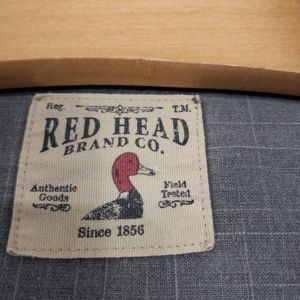 Reg. T.M.
RED HEAD
BRAND CO.
Authentic Goods
Field Tested
Since 1856